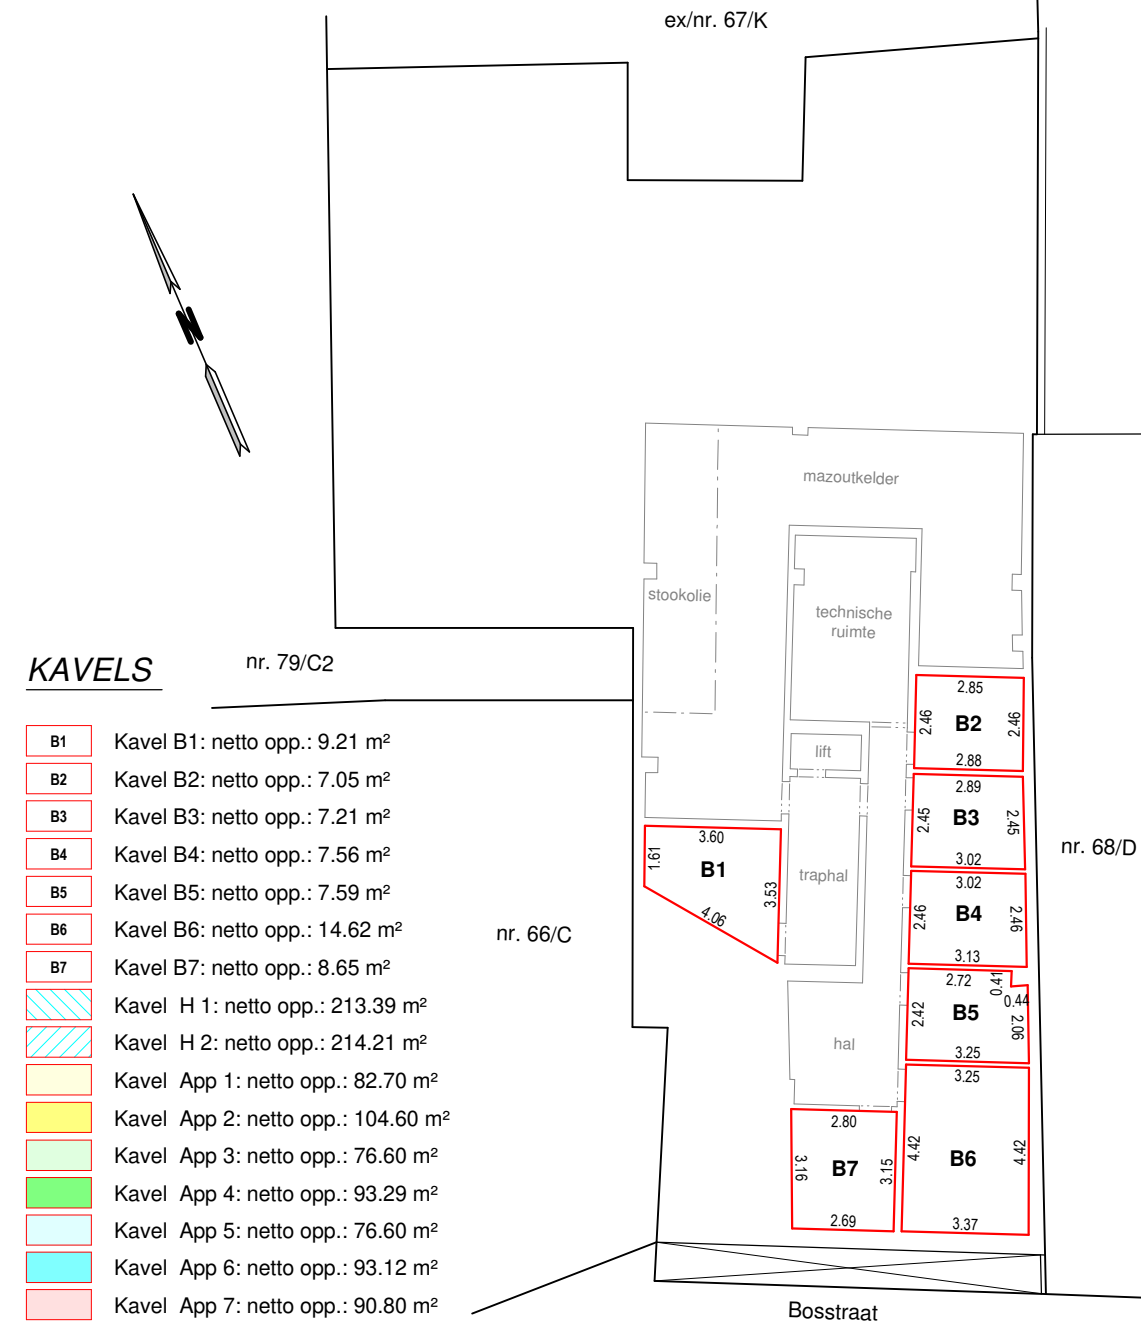 ex/nr. 67/K
N
mazoutkelder
stookolie
technische
ruimte
KAVELS
nr. 79/C2
B1 Kavel B1: netto opp.: 9.21 m²
B2 Kavel B2: netto opp.: 7.05 m²
B3 Kavel B3: netto opp.: 7.21 m²
B4 Kavel B4: netto opp.: 7.56 m²
B5 Kavel B5: netto opp.: 7.59 m²
B6 Kavel B6: netto opp.: 14.62 m²
B7 Kavel B7: netto opp.: 8.65 m²
Kavel H 1: netto opp.: 213.39 m²
Kavel H 2: netto opp.: 214.21 m²
Kavel App 1: netto opp.: 82.70 m²
Kavel App 2: netto opp.: 104.60 m²
Kavel App 3: netto opp.: 76.60 m²
Kavel App 4: netto opp.: 93.29 m²
Kavel App 5: netto opp.: 76.60 m²
Kavel App 6: netto opp.: 93.12 m²
Kavel App 7: netto opp.: 90.80 m²
lift
traphal
hal
2.85
2.46
B2
2.46
2.88
2.89
2.45
B3
2.45
3.02
3.60
1.61
B1
3.53
4.06
3.02
2.46
B4
2.46
3.13
2.72
0.41
0.44
2.42
B5
2.06
3.25
3.25
4.42
B6
4.42
3.37
2.80
3.16
B7
3.15
2.69
nr. 68/D
nr. 66/C
Bosstraat